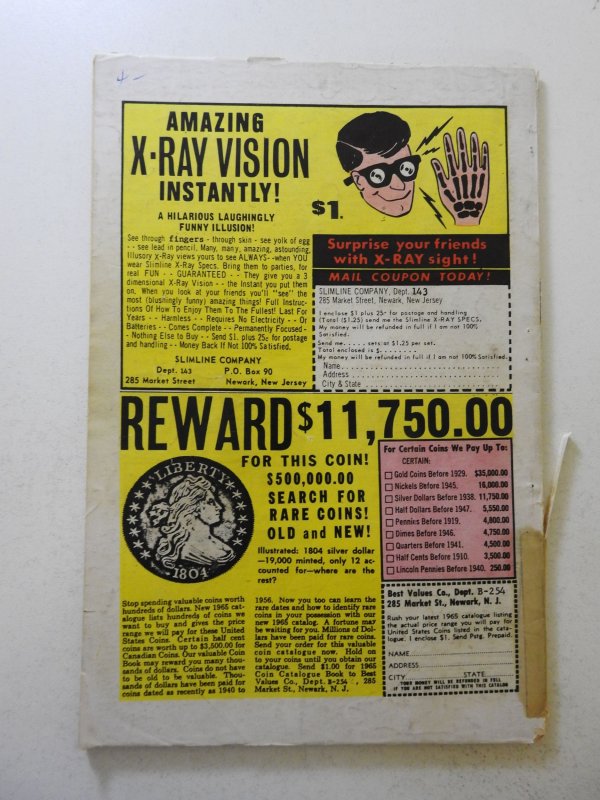 4 -
AMAZING
X-RAY VISION
INSTANTLY!
A HILARIOUS LAUGHINGLY
FUNNY ILLUSION!
See through fingers - through skin - see yolk of egg
- - see lead in pencil. Many, many, amazing, astounding,
Illusory x-Ray views yours to see ALWAYS--when YOU
wear Slimline X-Ray Specs. Bring them to parties, for
real FUN - - GUARANTEED - - They give you a 3
dimensional X-Ray Vision - - the Instant you put them
on. When you look at your friends you'll "see" the
most (blushingly funny) amazing things! Full Instruc-
tions Of How To Enjoy Them To The Fullest! Last For
Years - - Harmless - - Requires No Electricity - - Or
Batteries - - Comes Complete - - Permanently Focused -
- Nothing Else to Buy - - Send $1. plus 25¢ for postage
and handling - - Money Back If Not 100% Satisfied.
SLIMLINE COMPANY
Dept. 143 P.O. Box 90
285 Market Street Newark, New Jersey
$1.
Surprise your friends
with X-RAY sight!
MAIL COUPON TODAY!
SLIMLINE COMPANY, Dept. 143
285 Market Street, Newark, New Jersey
I enclose $1 plus 25¢ for postage and handling
(Total ($1.25) send me the Slimline X-RAY SPECS.
My money will be refunded in full if I am not 100%
Satisfied.
Send me..... sets at $1.25 per set.
Total enclosed is $........
My money will be refunded in full if I am not 100% Satisfied.
Name
Address
City & State
REWARD $11,750.00
FOR THIS COIN!
$500,000.00
SEARCH FOR
RARE COINS!
OLD and NEW!
LIBERTY
1804
Illustrated: 1804 silver dollar
—19,000 minted, only 12 ac-
counted for—where are the
rest?
Stop spending valuable coins worth
hundreds of dollars. New 1965 cat-
alogue lists hundreds of coins we
want to buy and gives the price
range we will pay for these United
States Coins. Certain half cent
coins are worth up to $3,500.00 for
Canadian Coins. Our valuable Coin
Book may reward you many thou-
sands of dollars. Coins do not have
to be old to be valuable. Thou-
sands of dollars have been paid for
coins dated as recently as 1940 to
1956. Now you too can learn the
rare dates and how to identify rare
coins in your possession with our
new 1965 catalog. A fortune may
be waiting for you. Millions of Dol-
lars have been paid for rare coins.
Send your order for this valuable
coin catalogue now. Hold on
to your coins until you obtain our
catalogue. Send $1.00 for 1965
Coin Catalogue Book to Best
Values Co., Dept. B-254 , 285
Market St., Newark, N. J.
For Certain Coins We Pay Up To:
CERTAIN:
Gold Coins Before 1929. $35,000.00
Nickels Before 1945. 16,000.00
Silver Dollars Before 1938. 11,750.00
Half Dollars Before 1947. 5,550.00
Pennies Before 1919. 4,800.00
Dimes Before 1946. 4,750.00
Quarters Before 1941. 4,500.00
Half Cents Before 1910. 3,500.00
Lincoln Pennies Before 1940. 250.00
Best Values Co., Dept. B-254
285 Market St., Newark, N. J.
Rush your latest 1965 catalogue listing
the actual price range you will pay for
United States Coins listed in the cata-
logue. I enclose $1. Send Pstg. Prepaid.
NAME
ADDRESS
CITY STATE
YOUR MONEY WILL BE REFUNDED IN FULL
IF YOU ARE NOT SATISFIED WITH THIS CATALOG